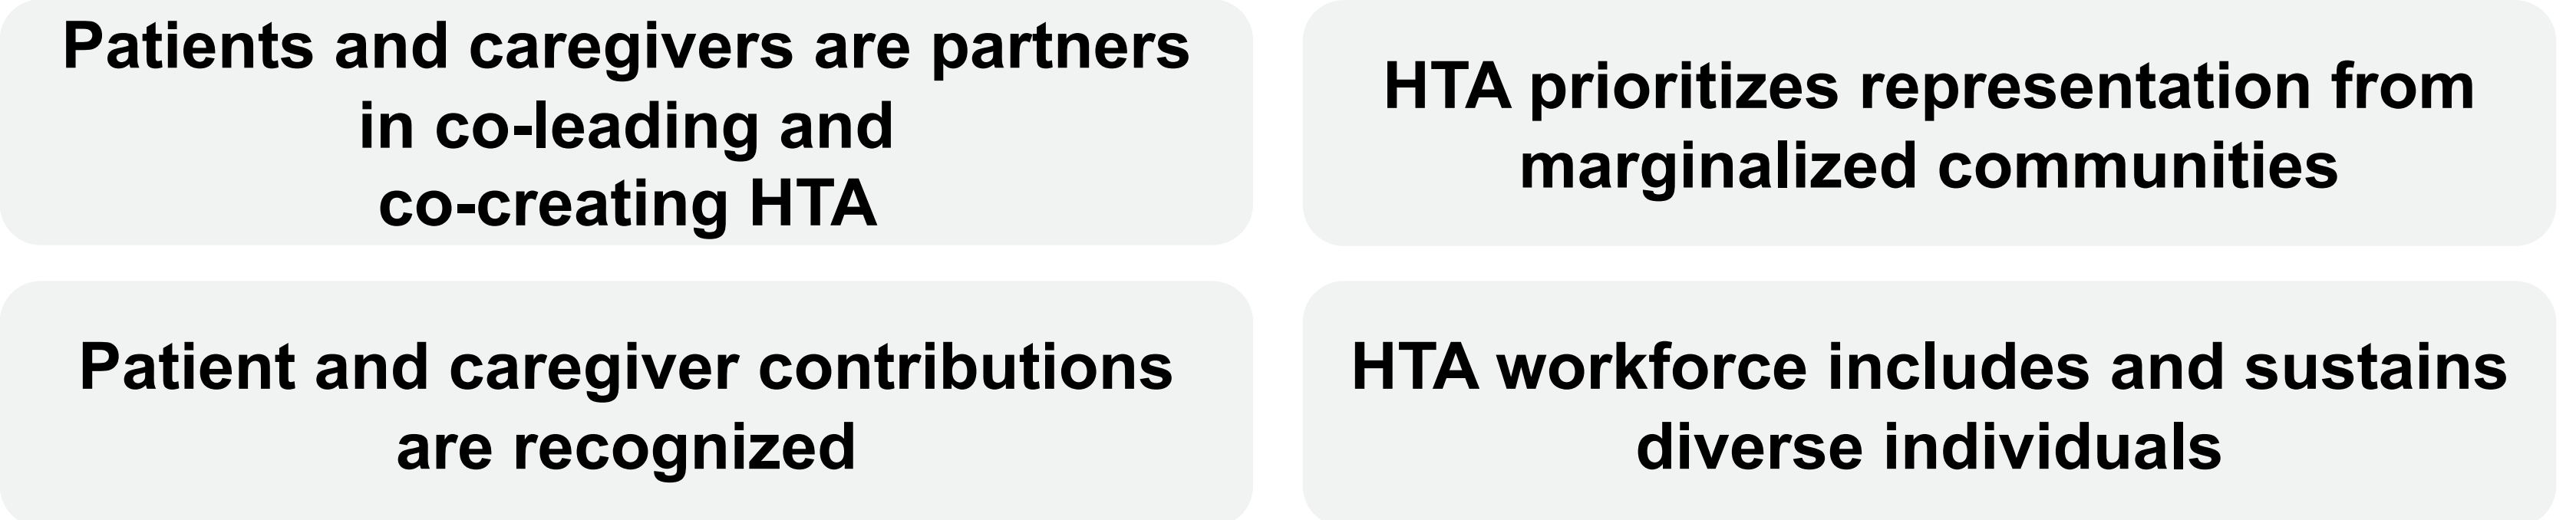 Patients and caregivers are partners
in co-leading and
co-creating HTA
HTA prioritizes representation from
marginalized communities
Patient and caregiver contributions
are recognized
HTA workforce includes and sustains
diverse individuals